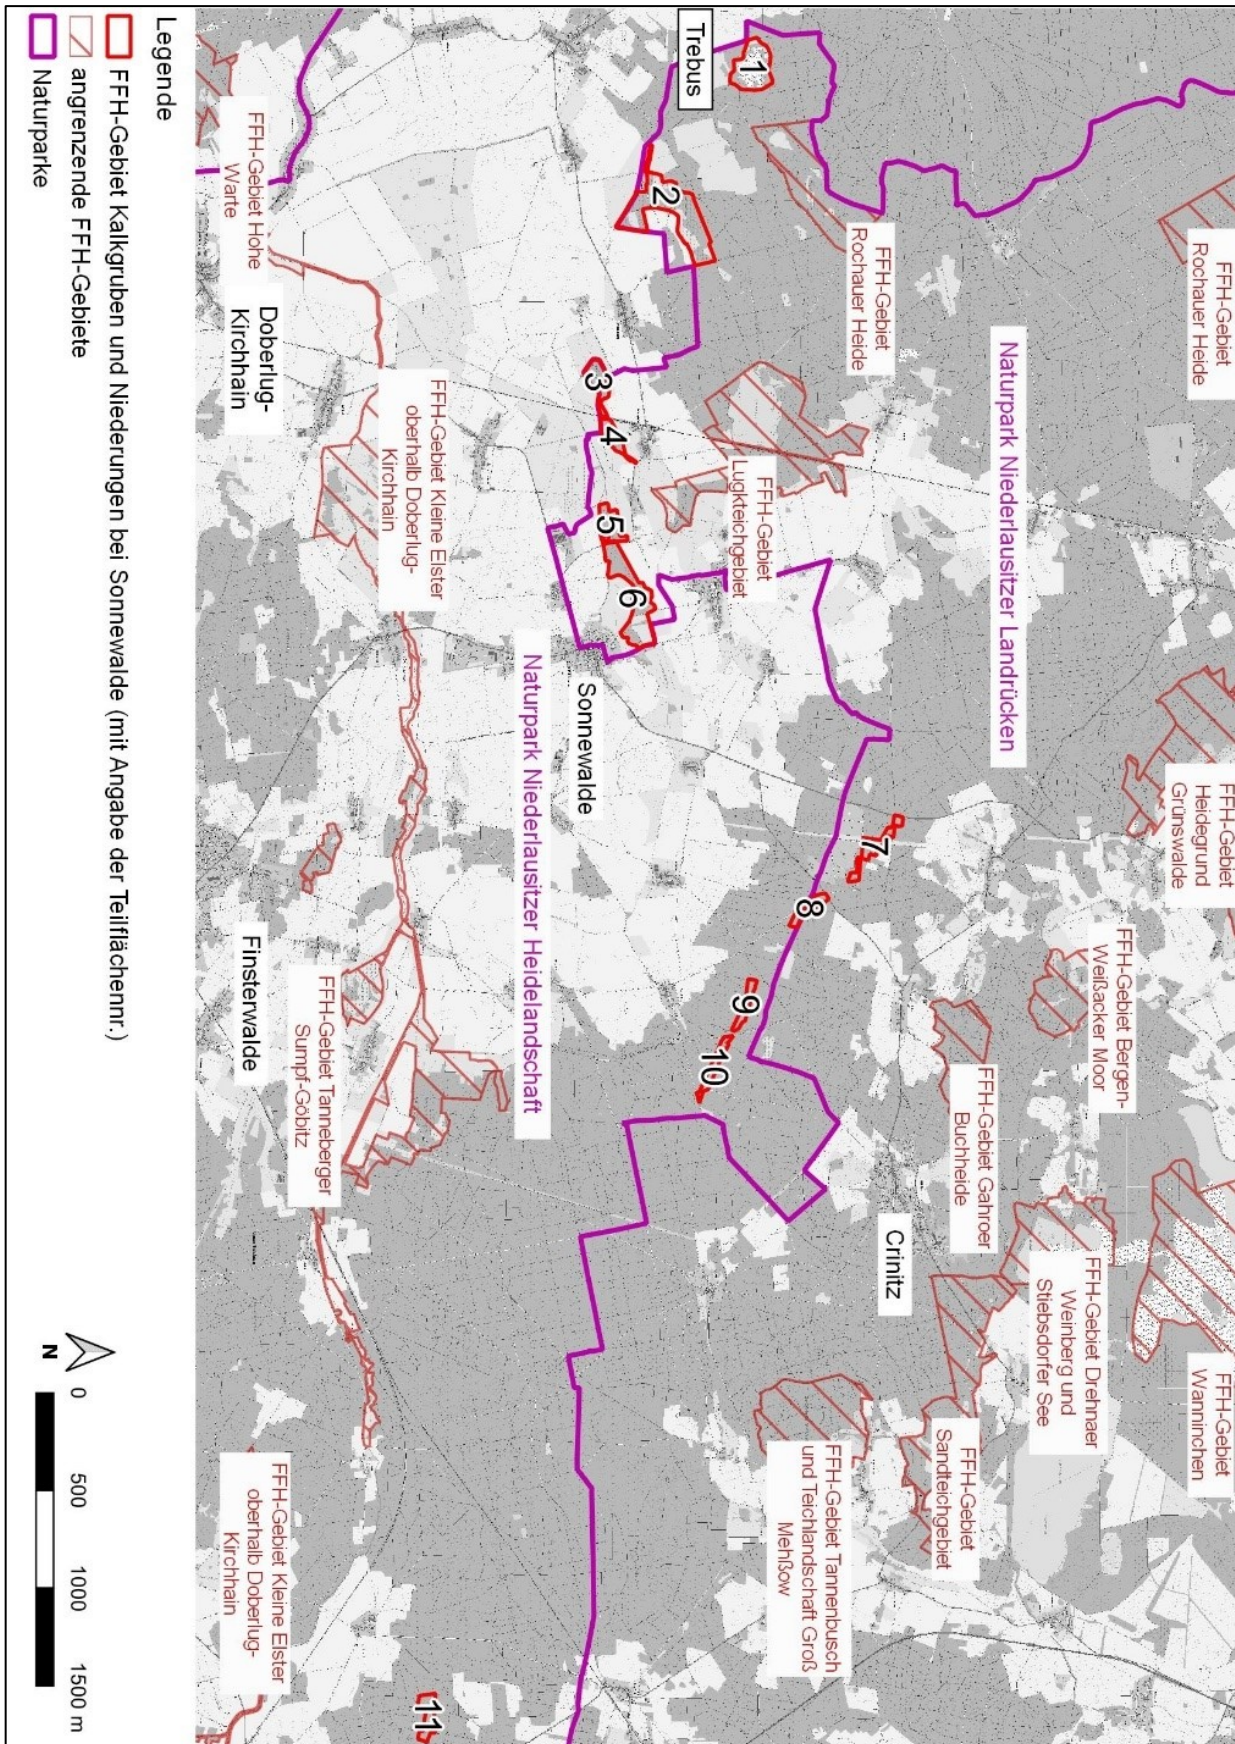 FFH-Gebiet
Rochauer Heide
FFH-Gebiet
Heidegrund
Grünswalde
FFH-Gebiet
Wanninchen
FFH-Gebiet Bergen-
Weißacker Moor
FFH-Gebiet Drehnaer
Weinberg und
Stiebsdorfer See
Naturpark Niederlausitzer Landrücken
FFH-Gebiet Gahroer
Buchheide
FFH-Gebiet
Sandteichgebiet
FFH-Gebiet
Rochauer Heide
Crinitz
FFH-Gebiet Tannenbusch
und Teichlandschaft Groß
Mehßow
1
Trebus
2
FFH-Gebiet
Lugkteichgebiet
3
4
5
6
7
8
9
10
11
Sonnewalde
Naturpark Niederlausitzer Heidelandschaft
FFH-Gebiet Kleine Elster
oberhalb Doberlug-
Kirchhain
FFH-Gebiet Hohe
Warte
Doberlug-
Kirchhain
Finsterwalde
FFH-Gebiet Tanneberger
Sumpf-Göbitz
FFH-Gebiet Kleine Elster
oberhalb Doberlug-
Kirchhain
Legende
FFH-Gebiet Kalkgruben und Niederungen bei Sonnewalde (mit Angabe der Teilflächennr.)
angrenzende FFH-Gebiete
Naturparke
N
0 500 1000 1500 m